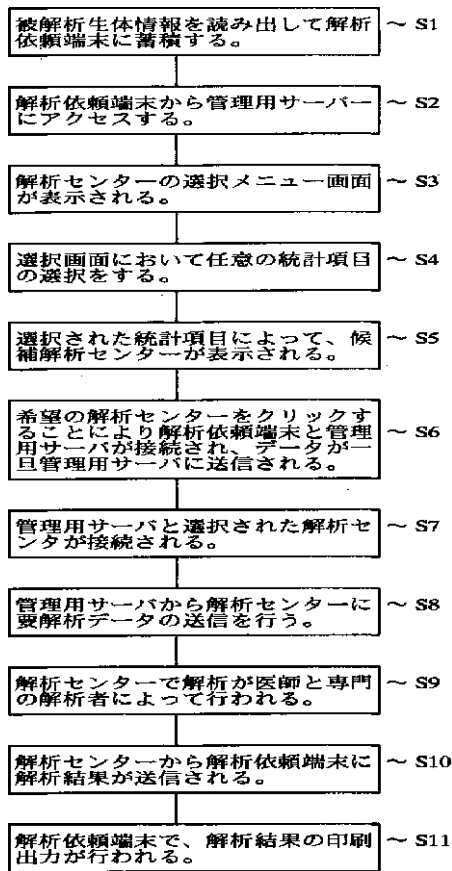 被解析生体情報を読み出して解析 ～ S1
依頼端末に蓄積する。
解析依頼端末から管理用サーバー ～ S2
にアクセスする。
解析センターの選択メニュー画面 ～ S3
が表示される。
選択画面において任意の統計項目 ～ S4
の選択をする。
選択された統計項目によって、候 ～ S5
補解析センターが表示される。
希望の解析センターをクリックす
ることにより解析依頼端末と管理 ～ S6
用サーバが接続され、データが一
旦管理用サーバに送信される。
管理用サーバと選択された解析セ ～ S7
ンタが接続される。
管理用サーバから解析センターに ～ S8
要解析データの送信を行う。
解析センターで解析が医師と専門 ～ S9
の解析者によって行われる。
解析センターから解析依頼端末に ～ S10
解析結果が送信される。
解析依頼端末で、解析結果の印刷 ～ S11
出力が行われる。